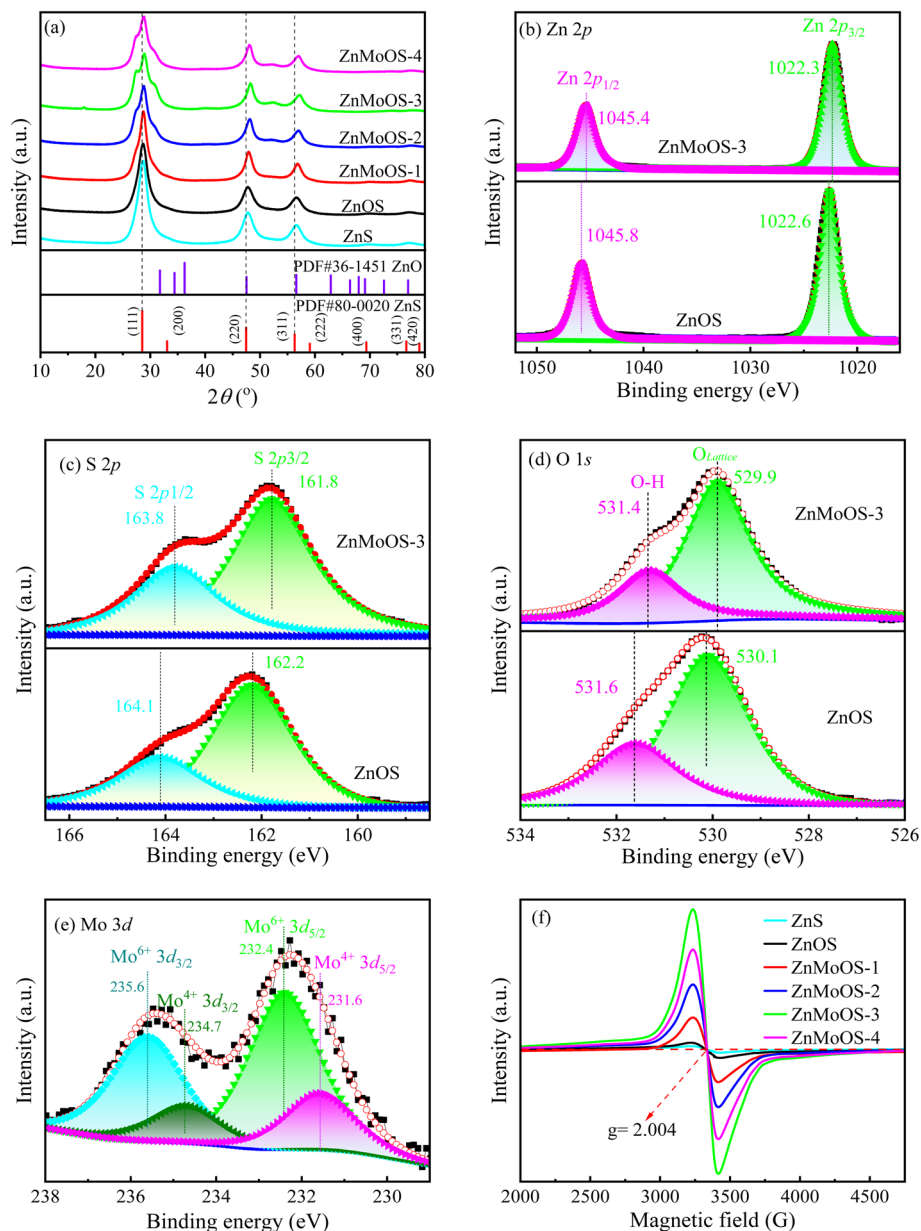 (a)
ZnMoOS-4
ZnMoOS-3
ZnMoOS-2
ZnMoOS-1
ZnOS
ZnS
PDF#36-1451 ZnO
PDF#80-0020 ZnS
(111)
(200)
(220)
(311)
(222)
(400)
(331)
(420)
10 20 30 40 50 60 70 80
2θ (°)
Intensity (a.u.)
(b) Zn 2p
Zn 2p3/2
1022.3
Zn 2p1/2
1045.4
ZnMoOS-3
1045.8
1022.6
ZnOS
1050 1040 1030 1020
Binding energy (eV)
Intensity (a.u.)
(c) S 2p
S 2p3/2
161.8
S 2p1/2
163.8
ZnMoOS-3
162.2
164.1
ZnOS
166 164 162 160
Binding energy (eV)
Intensity (a.u.)
(d) O 1s
OLattice
529.9
O-H
531.4
ZnMoOS-3
530.1
531.6
ZnOS
534 532 530 528 526
Binding energy (eV)
Intensity (a.u.)
(e) Mo 3d
Mo6+ 3d5/2
232.4
Mo6+ 3d3/2
235.6
Mo4+ 3d5/2
231.6
Mo4+ 3d3/2
234.7
238 236 234 232 230
Binding energy (eV)
Intensity (a.u.)
(f)
ZnS
ZnOS
ZnMoOS-1
ZnMoOS-2
ZnMoOS-3
ZnMoOS-4
g= 2.004
2000 2500 3000 3500 4000 4500
Magnetic field (G)
Intensity (a.u.)